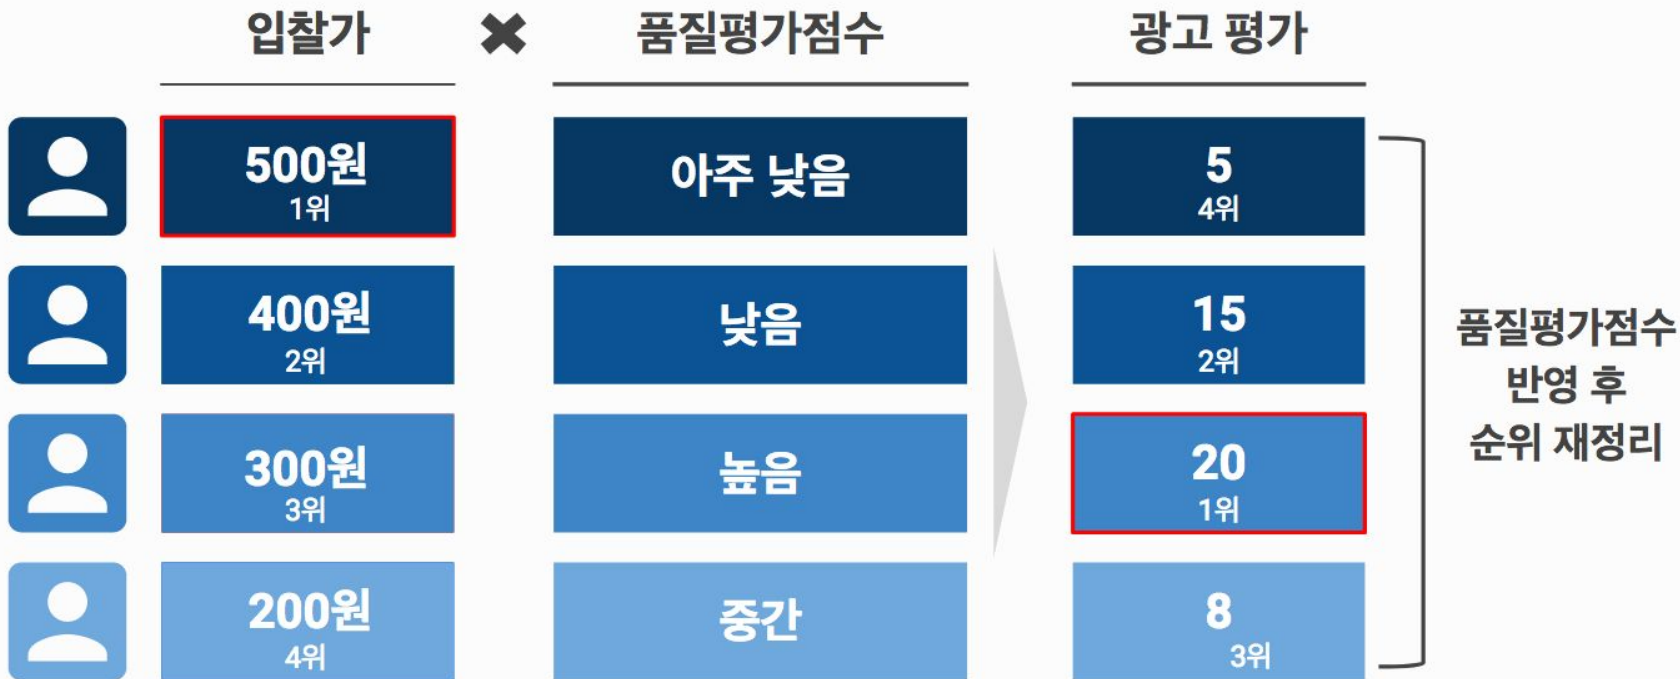 입찰가 ✖ 품질평가점수 광고 평가
500원 아주 낮음 5
1위 4위
400원 낮음 15
2위 2위
300원 높음 20
3위 1위
200원 중간 8
4위 3위
품질평가점수
반영 후
순위 재정리